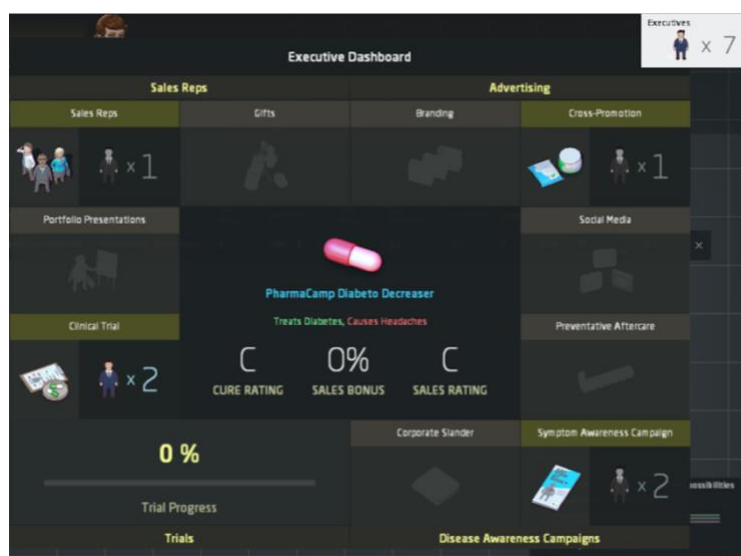 Executives
x 7
Executive Dashboard
Sales Reps
Advertising
Sales Reps
Gifts
Branding
Cross-Promotion
x 1
x 1
Portfolio Presentations
Social Media
x
PharmaCamp Diabeto Decreaser
Treats Diabetes, Causes Headaches
Clinical Trial
Preventative Aftercare
x 2
C
0%
C
CURE RATING
SALES BONUS
SALES RATING
Corporate Slander
Symptom Awareness Campaign
0 %
x 2
Trial Progress
Trials
Disease Awareness Campaigns